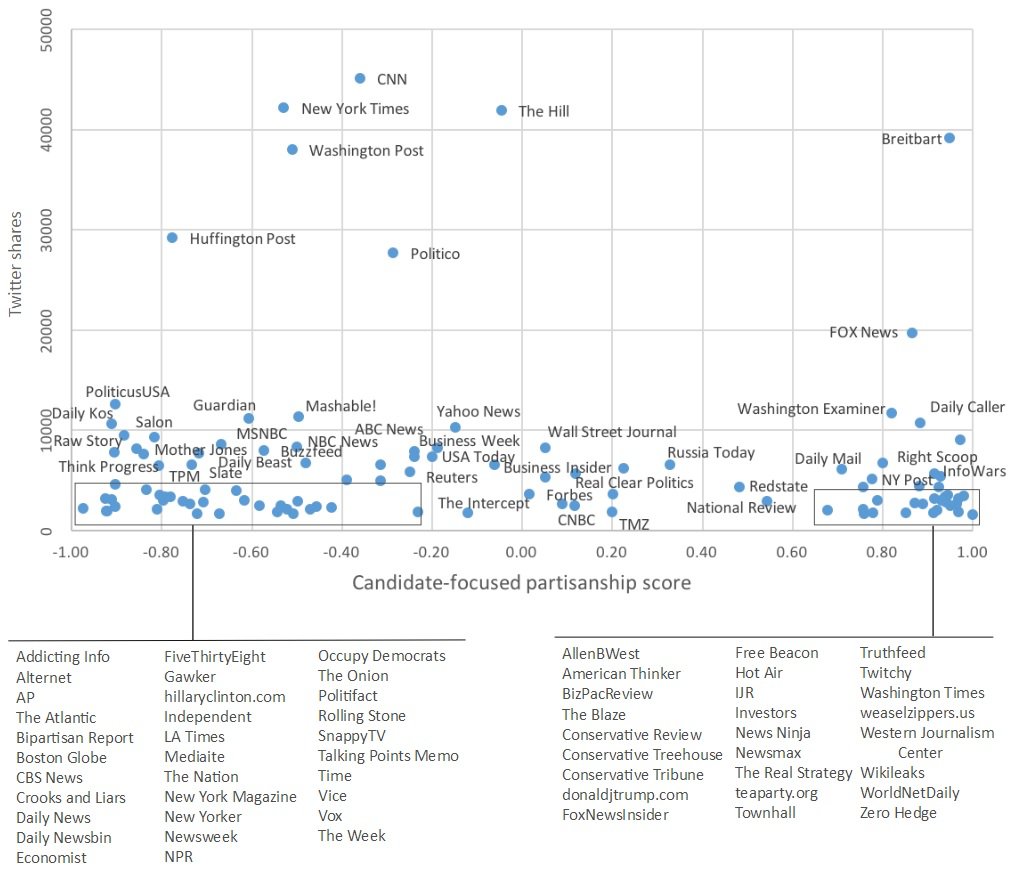 50000
CNN
New York Times
The Hill
40000
Breitbart
Washington Post
30000
Huffington Post
Politico
Twitter shares
20000
FOX News
PoliticusUSA
Daily Kos
Guardian
Mashable!
Yahoo News
Washington Examiner
Daily Caller
10000
Salon
ABC News
Raw Story
MSNBC
NBC News
Business Week
Wall Street Journal
Mother Jones
Buzzfeed
USA Today
Russia Today
Think Progress
Daily Beast
Business Insider
Daily Mail
Right Scoop
TPM
Slate
Reuters
Real Clear Politics
NY Post
InfoWars
The Intercept
Forbes
Redstate
National Review
CNBC
TMZ
0
-1.00
-0.80
-0.60
-0.40
-0.20
0.00
0.20
0.40
0.60
0.80
1.00
Candidate-focused partisanship score
Addicting Info
Alternet
AP
The Atlantic
Bipartisan Report
Boston Globe
CBS News
Crooks and Liars
Daily News
Daily Newsbin
Economist
FiveThirtyEight
Gawker
hillaryclinton.com
Independent
LA Times
Mediaite
The Nation
New York Magazine
New Yorker
Newsweek
NPR
Occupy Democrats
The Onion
Politifact
Rolling Stone
SnappyTV
Talking Points Memo
Time
Vice
Vox
The Week
AllenBWest
American Thinker
BizPacReview
The Blaze
Conservative Review
Conservative Treehouse
Conservative Tribune
donaldjtrump.com
FoxNewsInsider
Free Beacon
Hot Air
IJR
Investors
News Ninja
Newsmax
The Real Strategy
teaparty.org
Townhall
Truthfeed
Twitchy
Washington Times
weaselzippers.us
Western Journalism
Center
Wikileaks
WorldNetDaily
Zero Hedge